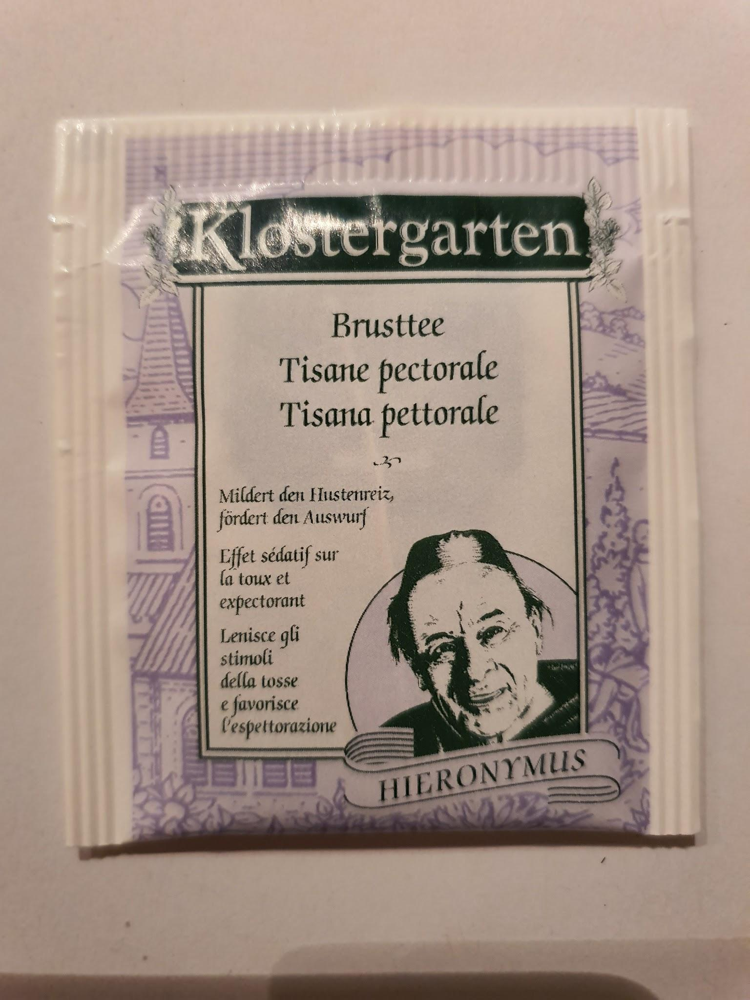 Klostergarten
Brusttee
Tisane pectorale
Tisana pettorale
Mildert den Hustenreiz,
fördert den Auswurf
Effet sédatif sur
la toux et
expectorant
Lenisce gli
stimoli
della tosse
e favorisce
l'espettorazione
HIERONYMUS